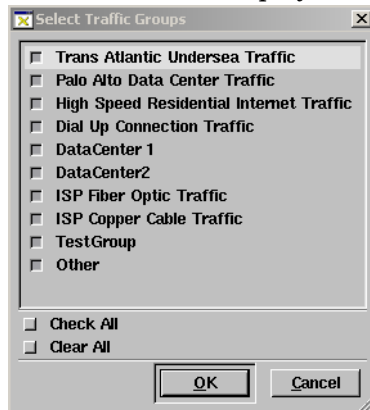 Select Traffic Groups
Trans Atlantic Undersea Traffic
Palo Alto Data Center Traffic
High Speed Residential Internet Traffic
Dial Up Connection Traffic
DataCenter 1
DataCenter2
ISP Fiber Optic Traffic
ISP Copper Cable Traffic
TestGroup
Other
Check All
Clear All
OK Cancel